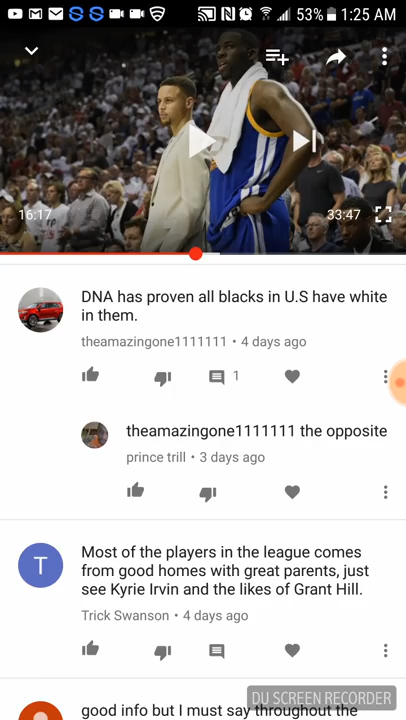 53% 1:25 AM
16:17
33:47
DNA has proven all blacks in U.S have white
in them.
theamazingone1111111 • 4 days ago
1
theamazingone1111111 the opposite
prince trill • 3 days ago
T
Most of the players in the league comes
from good homes with great parents, just
see Kyrie Irvin and the likes of Grant Hill.
Trick Swanson • 4 days ago
good info but I must say throughout the
DU SCREEN RECORDER